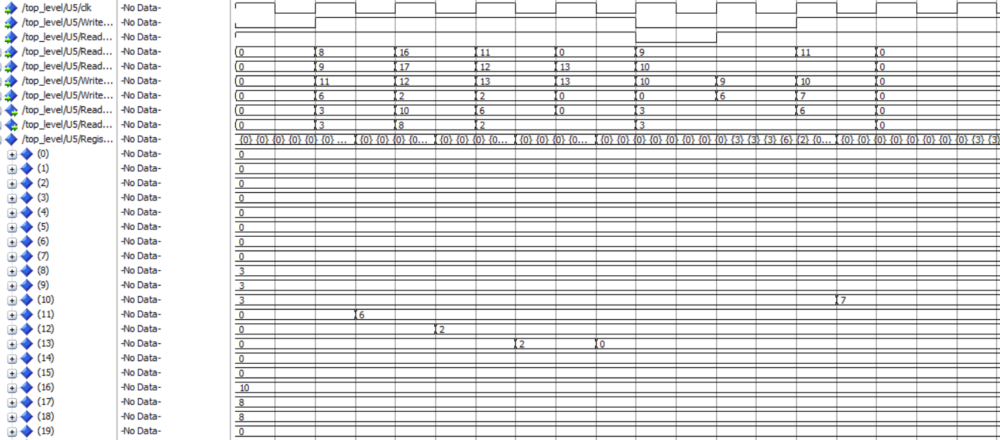 /top_level/U5/clk -No Data-
/top_level/U5/Write... -No Data-
/top_level/U5/Read... -No Data-
/top_level/U5/Read... -No Data- 0 8 16 11 0 9 11 0
/top_level/U5/Read... -No Data- 0 9 17 12 13 10 0
/top_level/U5/Write... -No Data- 0 11 12 13 13 10 9 10 0
/top_level/U5/Write... -No Data- 0 6 2 2 0 0 6 7 0
/top_level/U5/Read... -No Data- 0 3 10 6 0 3 6 0
/top_level/U5/Read... -No Data- 0 3 8 2 3 0
/top_level/U5/Regis... -No Data- {0} {0} {0} {0} {0} {0} ... {0} {0} {0} {0... {0} {0} {0} {0... {0} {0} {0} {0... {0} {0} {0} {0} {0} {0} {0} {0} {3} {3} {3} {6} {2} {0... {0} {0} {0} {0} {0} {0} {0} {0} {3} {3}
(0) -No Data- 0
(1) -No Data- 0
(2) -No Data- 0
(3) -No Data- 0
(4) -No Data- 0
(5) -No Data- 0
(6) -No Data- 0
(7) -No Data- 0
(8) -No Data- 3
(9) -No Data- 3
(10) -No Data- 3 7
(11) -No Data- 0 6
(12) -No Data- 0 2
(13) -No Data- 0 2 0
(14) -No Data- 0
(15) -No Data- 0
(16) -No Data- 10
(17) -No Data- 8
(18) -No Data- 8
(19) -No Data- 0